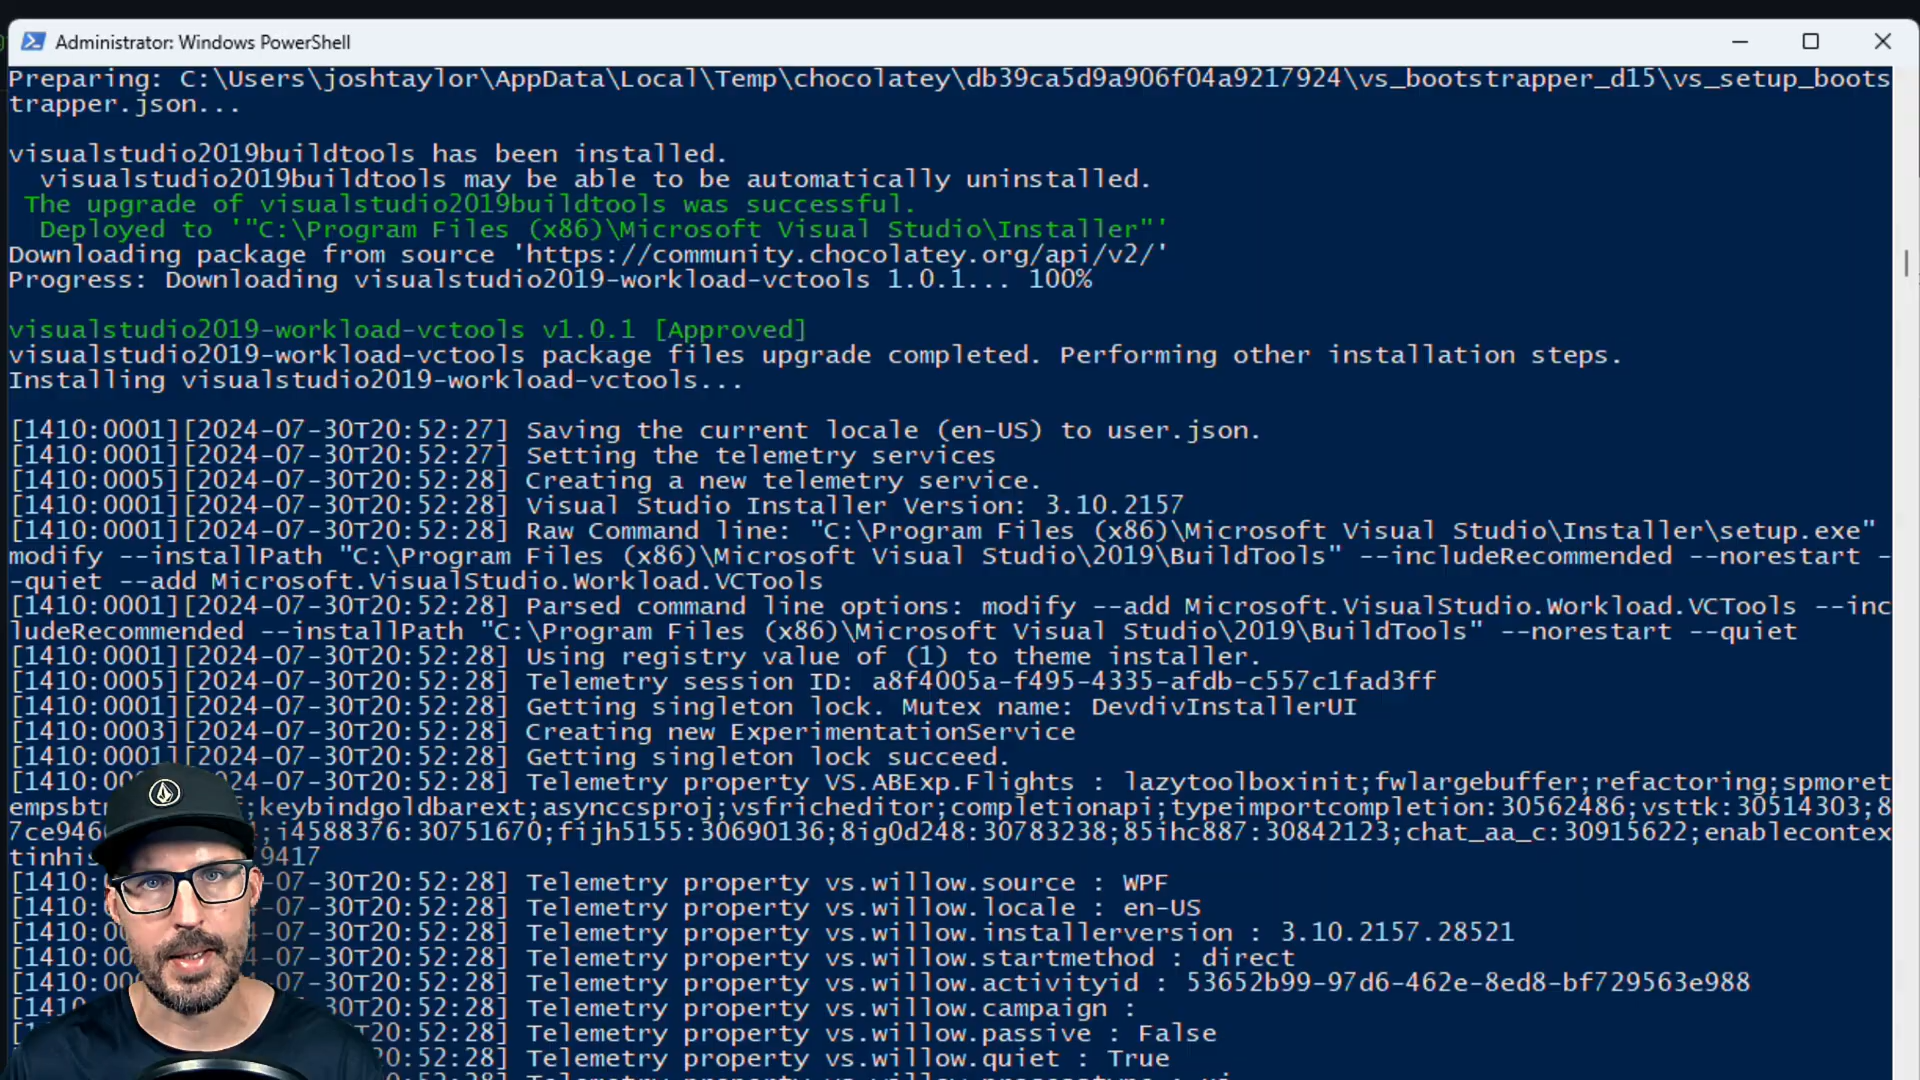 Administrator: Windows PowerShell
Preparing: C:\Users\joshtaylor\AppData\Local\Temp\chocolatey\db39ca5d9a906f04a9217924\vs_bootstrapper_d15\vs_setup_boots
trapper.json...
visualstudio2019buildtools has been installed.
visualstudio2019buildtools may be able to be automatically uninstalled.
The upgrade of visualstudio2019buildtools was successful.
Deployed to '"C:\Program Files (x86)\Microsoft Visual Studio\Installer"'
Downloading package from source 'https://community.chocolatey.org/api/v2/'
Progress: Downloading visualstudio2019-workload-vctools 1.0.1... 100%
visualstudio2019-workload-vctools v1.0.1 [Approved]
visualstudio2019-workload-vctools package files upgrade completed. Performing other installation steps.
Installing visualstudio2019-workload-vctools...
[1410:0001][2024-07-30T20:52:27] Saving the current locale (en-US) to user.json.
[1410:0001][2024-07-30T20:52:27] Setting the telemetry services
[1410:0005][2024-07-30T20:52:28] Creating a new telemetry service.
[1410:0001][2024-07-30T20:52:28] Visual Studio Installer Version: 3.10.2157
[1410:0001][2024-07-30T20:52:28] Raw Command line: "C:\Program Files (x86)\Microsoft Visual Studio\Installer\setup.exe"
modify --installPath "C:\Program Files (x86)\Microsoft Visual Studio\2019\BuildTools" --includeRecommended --norestart -
-quiet --add Microsoft.VisualStudio.Workload.VCTools
[1410:0001][2024-07-30T20:52:28] Parsed command line options: modify --add Microsoft.VisualStudio.Workload.VCTools --inc
ludeRecommended --installPath "C:\Program Files (x86)\Microsoft Visual Studio\2019\BuildTools" --norestart --quiet
[1410:0001][2024-07-30T20:52:28] Using registry value of (1) to theme installer.
[1410:0005][2024-07-30T20:52:28] Telemetry session ID: a8f4005a-f495-4335-afdb-c557c1fad3ff
[1410:0001][2024-07-30T20:52:28] Getting singleton lock. Mutex name: DevdivInstallerUI
[1410:0003][2024-07-30T20:52:28] Creating new ExperimentationService
[1410:0001][2024-07-30T20:52:28] Getting singleton lock succeed.
[1410:00 24-07-30T20:52:28] Telemetry property VS.ABExp.Flights : lazytoolboxinit;fwlargebuffer;refactoring;spmoret
empsbt ;keybindgoldbarext;asynccsproj;vsfricheditor;completionapi;typeimportcompletion:30562486;vsttk:30514303;8
7ce946 ;i4588376:30751670;fijh5155:30690136;8ig0d248:30783238;85ihc887:30842123;chat_aa_c:30915622;enablecontex
tinhis 9417
[1410:0 -07-30T20:52:28] Telemetry property vs.willow.source : WPF
[1410:0 -07-30T20:52:28] Telemetry property vs.willow.locale : en-US
[1410:0 4-07-30T20:52:28] Telemetry property vs.willow.installerversion : 3.10.2157.28521
[1410:00 4-07-30T20:52:28] Telemetry property vs.willow.startmethod : direct
[1410:00 -07-30T20:52:28] Telemetry property vs.willow.activityid : 53652b99-97d6-462e-8ed8-bf729563e988
[141 0:52:28] Telemetry property vs.willow.campaign :
0:52:28] Telemetry property vs.willow.passive : False
0:52:28] Telemetry property vs.willow.quiet : True